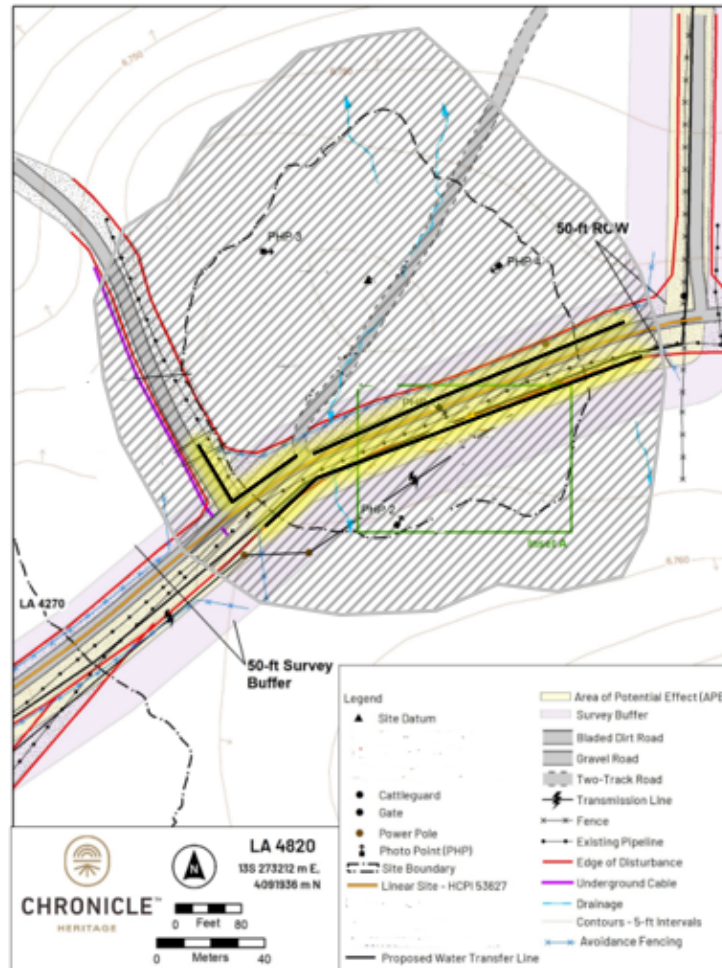 6,750
PHP 3
PHP 4
50-ft ROW
PHP 2
Inset A
6,760
LA 4270
50-ft Survey
Buffer
Legend
Site Datum
Cattleguard
Gate
Power Pole
Photo Point (PHP)
Site Boundary
Linear Site - HCPI 53627
Proposed Water Transfer Line
Area of Potential Effect (APE
Survey Buffer
Bladed Dirt Road
Gravel Road
Two-Track Road
Transmission Line
Fence
Existing Pipeline
Edge of Disturbance
Underground Cable
Drainage
Contours - 5-ft Intervals
Avoidance Fencing
CHRONICLE
HERITAGE
N
LA 4820
13S 273212 m E,
4091936 m N
0 Feet 80
0 Meters 40